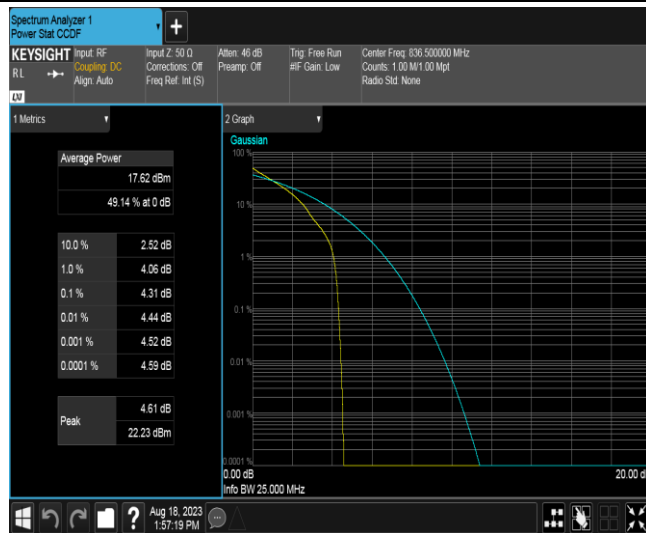 Spectrum Analyzer 1
Power Stat CCDF
+
KEYSIGHT
RL
Input: RF
Coupling: DC
Align: Auto
Input Z: 50 Ω
Corrections: Off
Freq Ref: Int (S)
Atten: 46 dB
Preamp: Off
Trig: Free Run
#IF Gain: Low
Center Freq: 836.500000 MHz
Counts: 1.00 M/1.00 Mpt
Radio Std: None
1 Metrics
Average Power
17.62 dBm
49.14 % at 0 dB
10.0 % 2.52 dB
1.0 % 4.06 dB
0.1 % 4.31 dB
0.01 % 4.44 dB
0.001 % 4.52 dB
0.0001 % 4.59 dB
Peak
4.61 dB
22.23 dBm
2 Graph
Gaussian
100 %
10 %
1 %
0.1 %
0.01 %
0.001 %
0.0001 %
0.00 dB 20.00 d
Info BW 25.000 MHz
?
Aug 18, 2023
1:57:19 PM